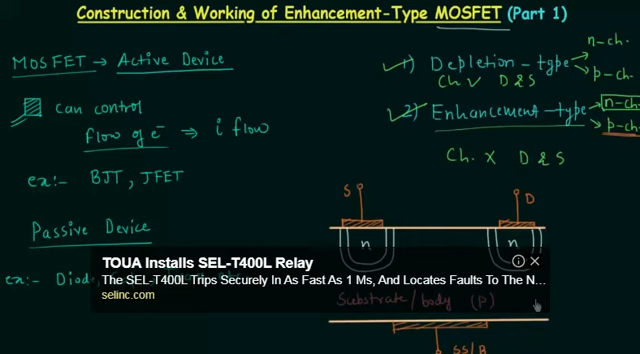 Construction & Working of Enhancement-Type MOSFET (Part 1)
MOSFET → Active Device
can control
flow of e⁻ ⇒ i flow
ex:- BJT, JFET
Passive Device
ex:- Diode,
✓ 1) Depletion-type
n-ch.
p-ch.
Ch ✓ D & S
✓ 2) Enhancement-type
n-ch.
p-ch.
Ch. X D & S
S
D
n
n
TOUA Installs SEL-T400L Relay
The SEL-T400L Trips Securely In As Fast As 1 Ms, And Locates Faults To The N...
selinc.com
Substrate/body (P)
SS/B